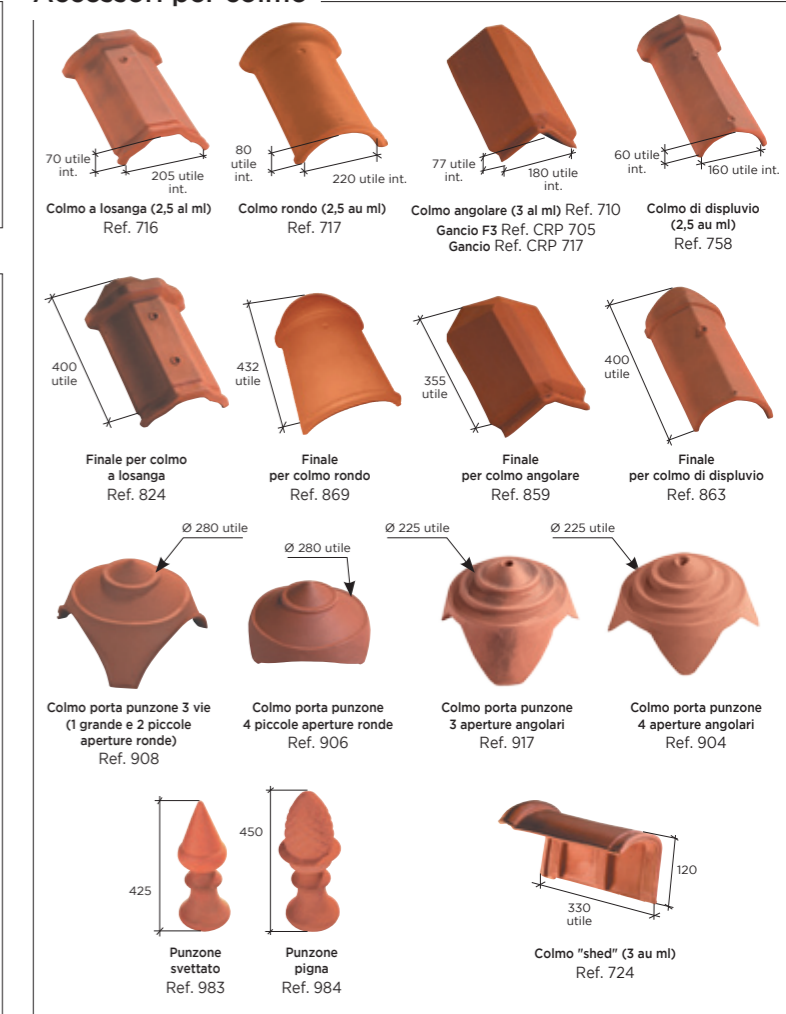 Accessori per colmo
70 utile
int.
205 utile
int.
80
utile
int.
220 utile int.
77 utile
int.
180 utile
int.
60 utile
int.
160 utile int.
Colmo a losanga (2,5 al ml)
Ref. 716
Colmo rondo (2,5 au ml)
Ref. 717
Colmo angolare (3 al ml) Ref. 710
Gancio F3 Ref. CRP 705
Gancio Ref. CRP 717
Colmo di displuvio
(2,5 au ml)
Ref. 758
400
utile
432
utile
355
utile
400
utile
Finale per colmo
a losanga
Ref. 824
Finale
per colmo rondo
Ref. 869
Finale
per colmo angolare
Ref. 859
Finale
per colmo di displuvio
Ref. 863
Ø 280 utile
Ø 280 utile
Ø 225 utile
Ø 225 utile
Colmo porta punzone 3 vie
(1 grande e 2 piccole
aperture ronde)
Ref. 908
Colmo porta punzone
4 piccole aperture ronde
Ref. 906
Colmo porta punzone
3 aperture angolari
Ref. 917
Colmo porta punzone
4 aperture angolari
Ref. 904
425
450
120
330
utile
Punzone
svettato
Ref. 983
Punzone
pigna
Ref. 984
Colmo "shed" (3 au ml)
Ref. 724